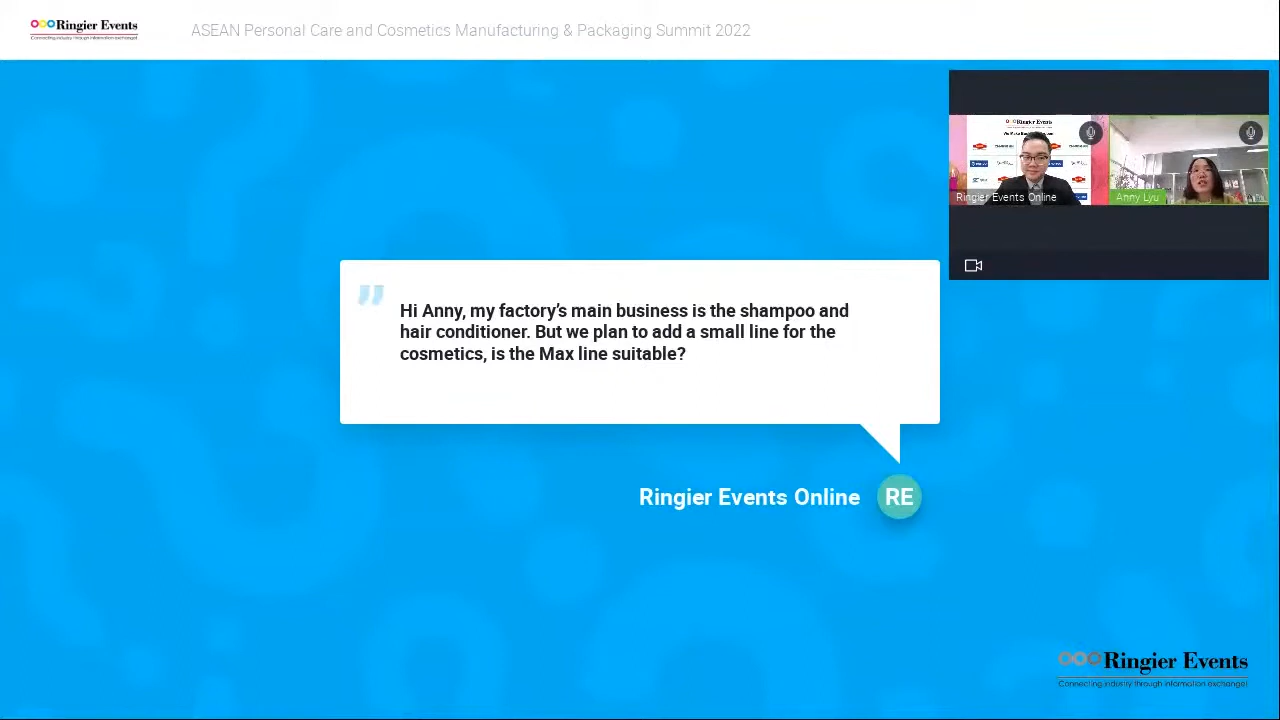 Ringier Events
Connecting industry through information exchange!
ASEAN Personal Care and Cosmetics Manufacturing & Packaging Summit 2022
Ringier Events
Ringier Events Online
Anny Lyu
Hi Anny, my factory’s main business is the shampoo and
hair conditioner. But we plan to add a small line for the
cosmetics, is the Max line suitable?
Ringier Events Online
RE
Ringier Events
Connecting industry through information exchange!